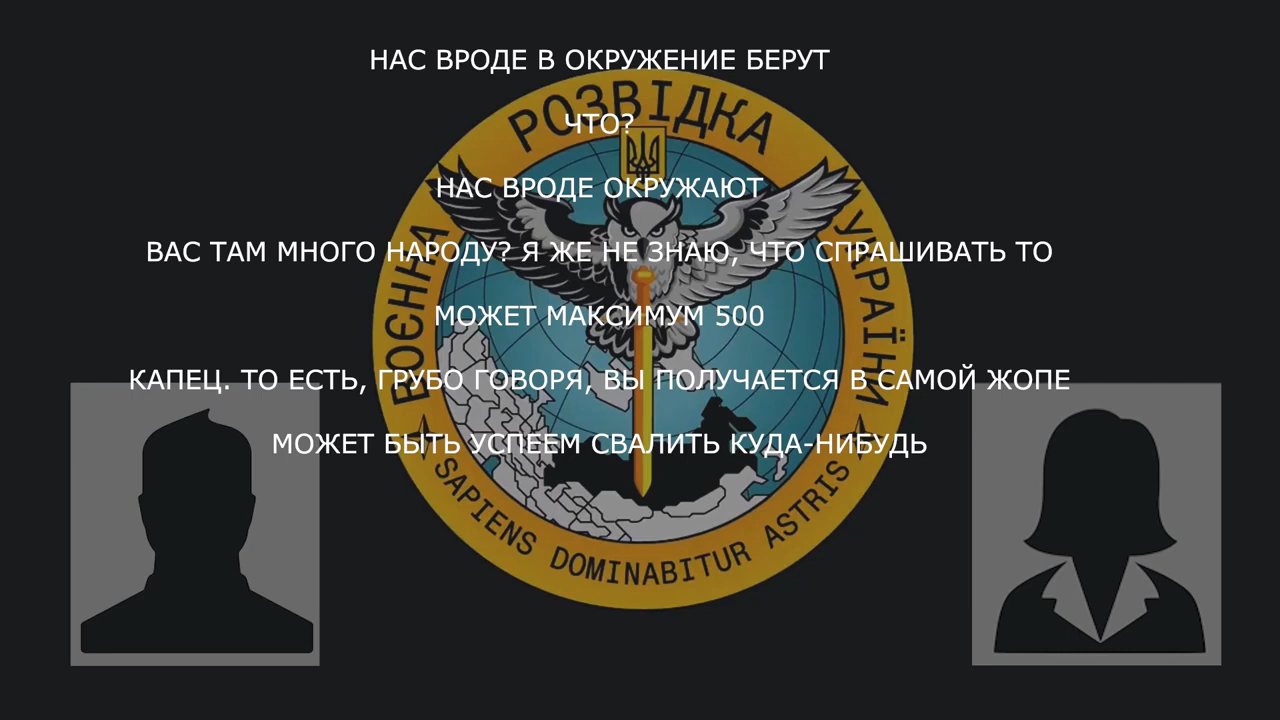 НАС ВРОДЕ В ОКРУЖЕНИЕ БЕРУТ
ЧТО?
НАС ВРОДЕ ОКРУЖАЮТ
ВАС ТАМ МНОГО НАРОДУ? Я ЖЕ НЕ ЗНАЮ, ЧТО СПРАШИВАТЬ ТО
МОЖЕТ МАКСИМУМ 500
КАПЕЦ. ТО ЕСТЬ, ГРУБО ГОВОРЯ, ВЫ ПОЛУЧАЕТСЯ В САМОЙ ЖОПЕ
МОЖЕТ БЫТЬ УСПЕЕМ СВАЛИТЬ КУДА-НИБУДЬ
ВОЄННА РОЗВІДКА УКРАЇНИ
SAPIENS DOMINABITUR ASTRIS